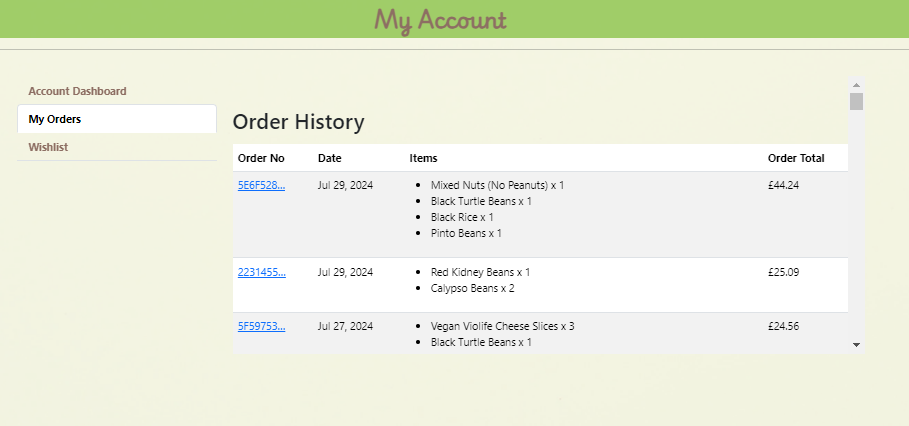 My Account
Account Dashboard
My Orders
Wishlist
Order History
Order No Date Items Order Total
5E6F528... Jul 29, 2024 Mixed Nuts (No Peanuts) x 1 £44.24
Black Turtle Beans x 1
Black Rice x 1
Pinto Beans x 1
2231455... Jul 29, 2024 Red Kidney Beans x 1 £25.09
Calypso Beans x 2
5F59753... Jul 27, 2024 Vegan Violife Cheese Slices x 3 £24.56
Black Turtle Beans x 1